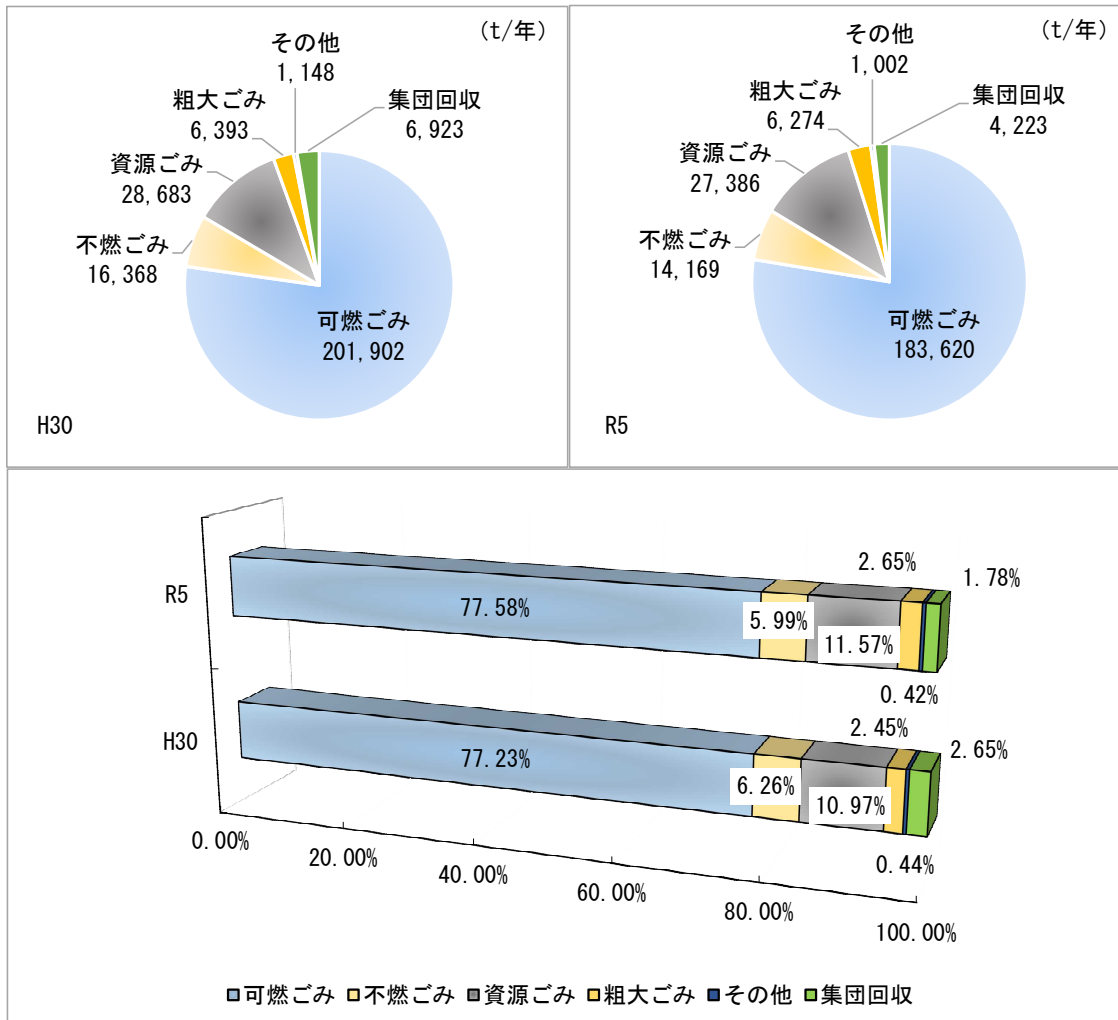 (t/年)
その他
1,148
粗大ごみ
6,393
集団回収
6,923
資源ごみ
28,683
不燃ごみ
16,368
可燃ごみ
201,902
H30
(t/年)
その他
1,002
粗大ごみ
6,274
集団回収
4,223
資源ごみ
27,386
不燃ごみ
14,169
可燃ごみ
183,620
R5
R5
77.58%
5.99%
11.57%
2.65%
0.42%
1.78%
H30
77.23%
6.26%
10.97%
2.45%
0.44%
2.65%
0.00%
20.00%
40.00%
60.00%
80.00%
100.00%
可燃ごみ 不燃ごみ 資源ごみ 粗大ごみ その他 集団回収